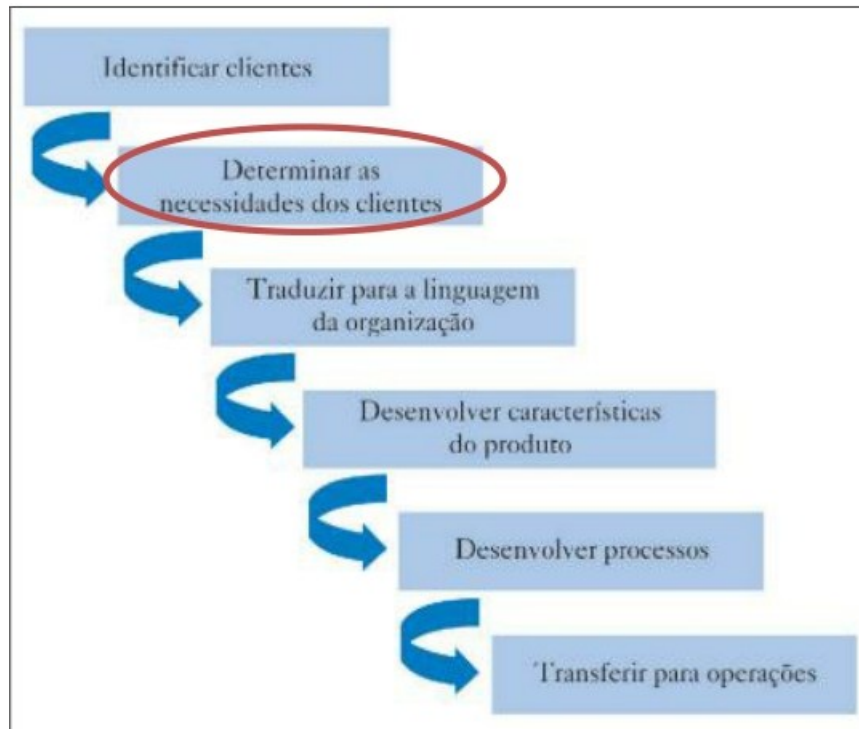 Identificar clientes
Determinar as
necessidades dos clientes
Traduzir para a linguagem
da organização
Desenvolver características
do produto
Desenvolver processos
Transferir para operações